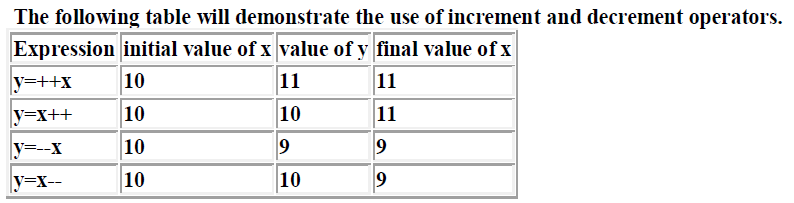 The following table will demonstrate the use of increment and decrement operators.
Expression initial value of x value of y final value of x
y=++x 10 11 11
y=x++ 10 10 11
y=--x 10 9 9
y=x-- 10 10 9